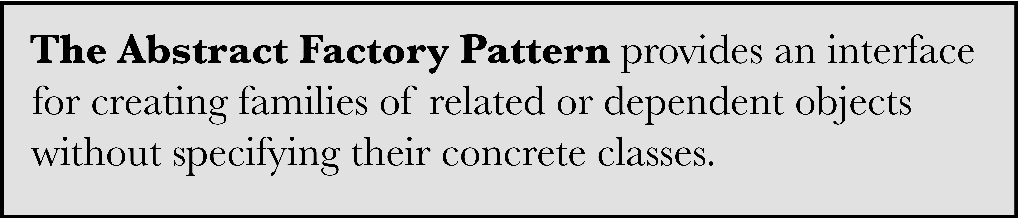 The Abstract Factory Pattern provides an interface
for creating families of related or dependent objects
without specifying their concrete classes.